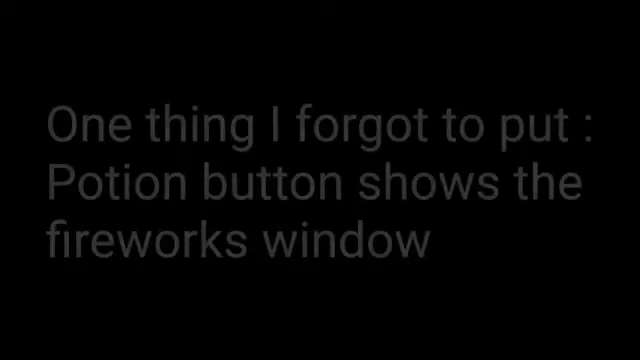 One thing I forgot to put :
Potion button shows the
fireworks window